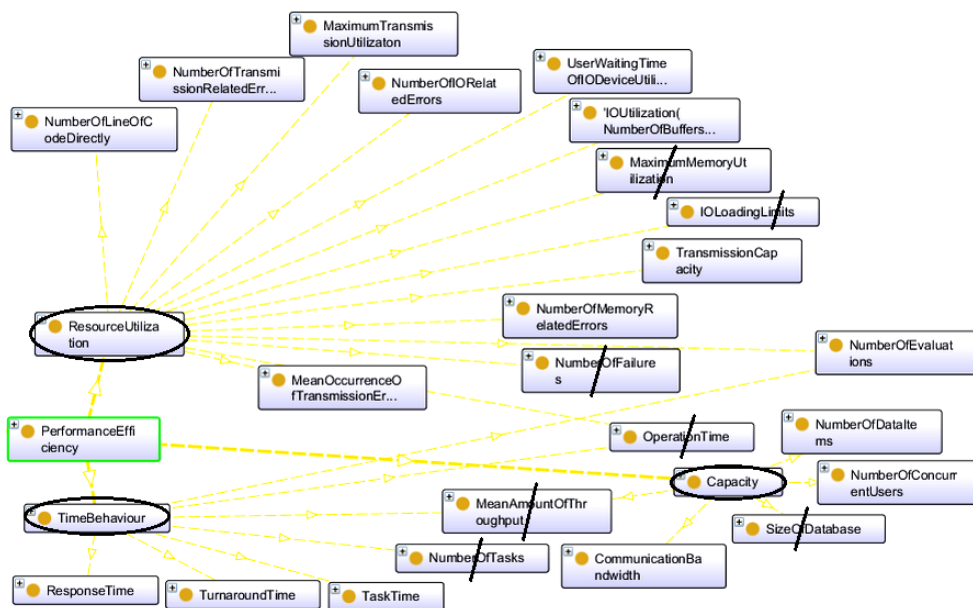 MaximumTransmis
sionUtilizaton
NumberOfTransmi
ssionRelatedErr...
NumberOfIORelat
edErrors
UserWaitingTime
OfIODeviceUtili...
NumberOfLineOfC
odeDirectly
'IOUtilization(
NumberOfBuffers...
MaximumMemoryUt
ilization
IOLoadingLimits
TransmissionCap
acity
NumberOfMemoryR
elatedErrors
ResourceUtiliza
tion
NumberOfEvaluat
ions
NumberOfFailure
s
MeanOccurrenceO
fTransmissionEr...
PerformanceEffi
ciency
OperationTime
NumberOfDataIte
ms
NumberOfConcurr
entUsers
Capacity
MeanAmountOfThr
oughput
TimeBehaviour
SizeOfDatabase
NumberOfTasks
CommunicationBa
ndwidth
ResponseTime
TurnaroundTime
TaskTime